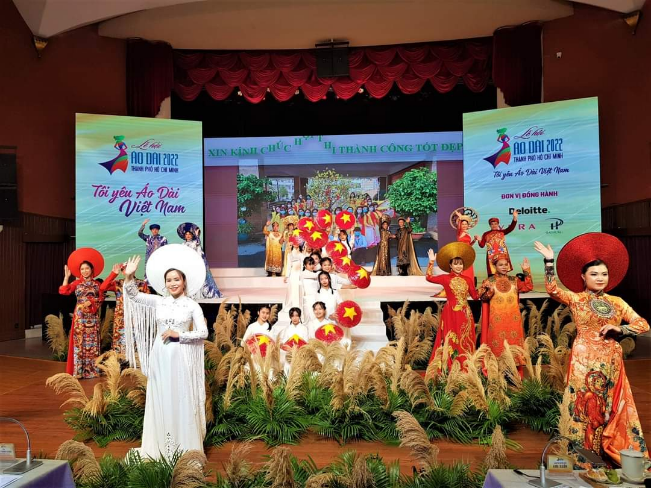 XIN KÍNH CHÚC HỘI THI THÀNH CÔNG TỐT ĐẸP
Lễ hội
ÁO DÀI 2022
THÀNH PHỐ HỒ CHÍ MINH
Tôi yêu Áo Dài
Việt Nam
Lễ hội
ÁO DÀI 2022
THÀNH PHỐ HỒ CHÍ MINH
Tôi yêu Áo Dài Việt Nam
ĐƠN VỊ ĐỒNG HÀNH
Deloitte